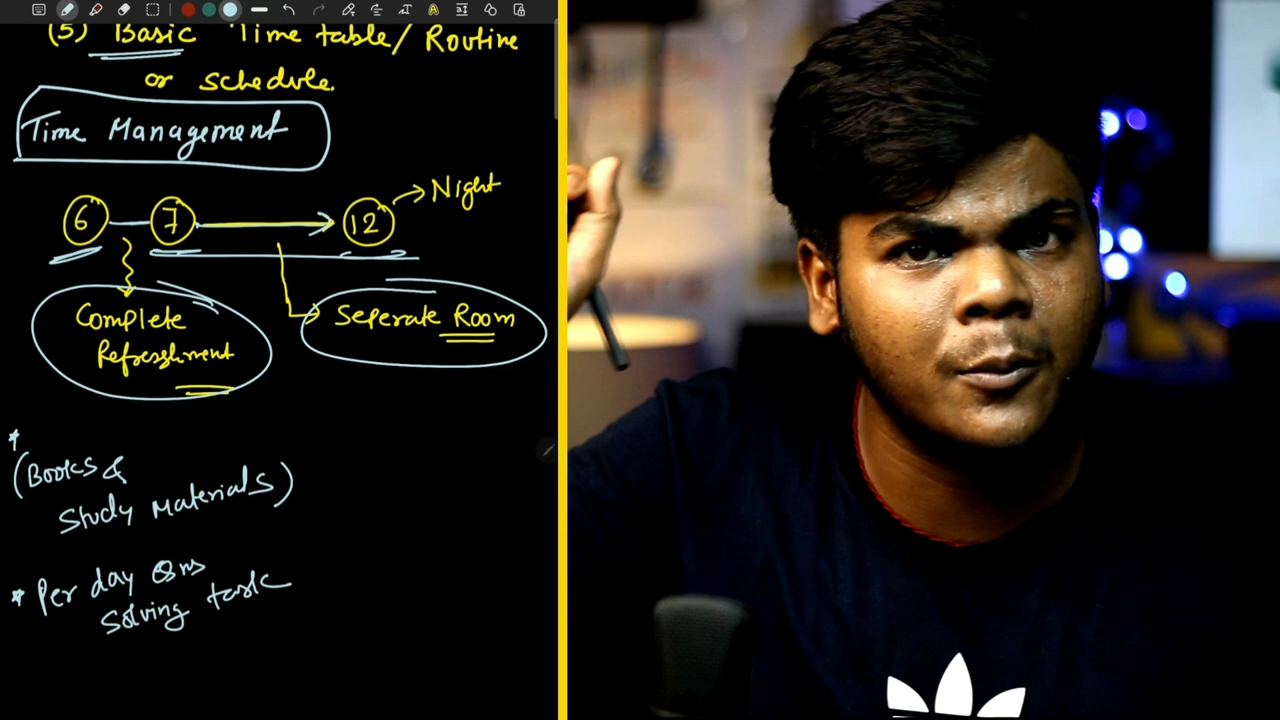 (5) Basic Time table/ Routine
or schedule.
Time Management
6 7 12 → Night
Complete
Refreshment
Seperate Room
*
(Books &
Study Materials)
* Per day Qsns
Solving task